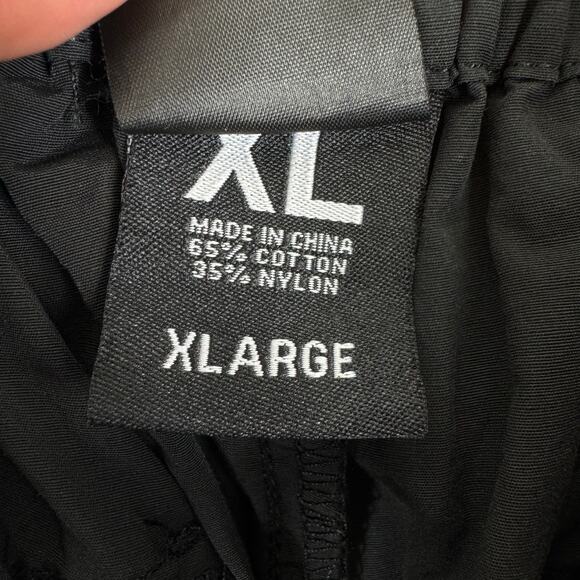 XL
MADE IN CHINA
65% COTTON
35% NYLON
XLARGE